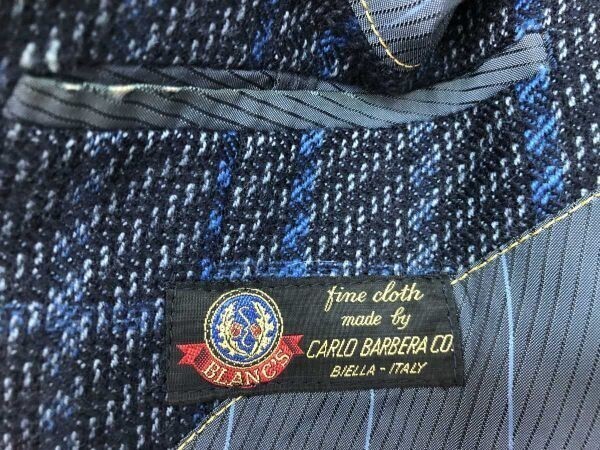 BLANC'S
fine cloth
made by
CARLO BARBERA CO.
BIELLA - ITALY